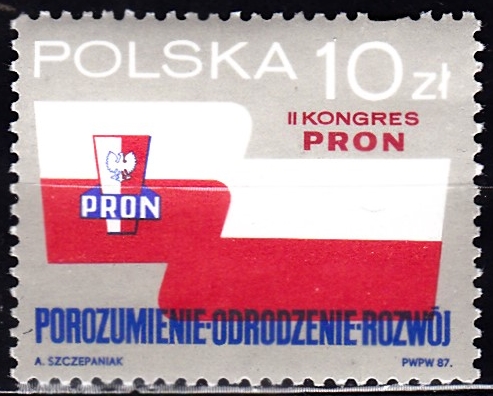 POLSKA 10 zł
II KONGRES
PRON
PRON
POROZUMIENIE·ODRODZENIE·ROZWÓJ
A. SZCZEPANIAK PWPW 87.